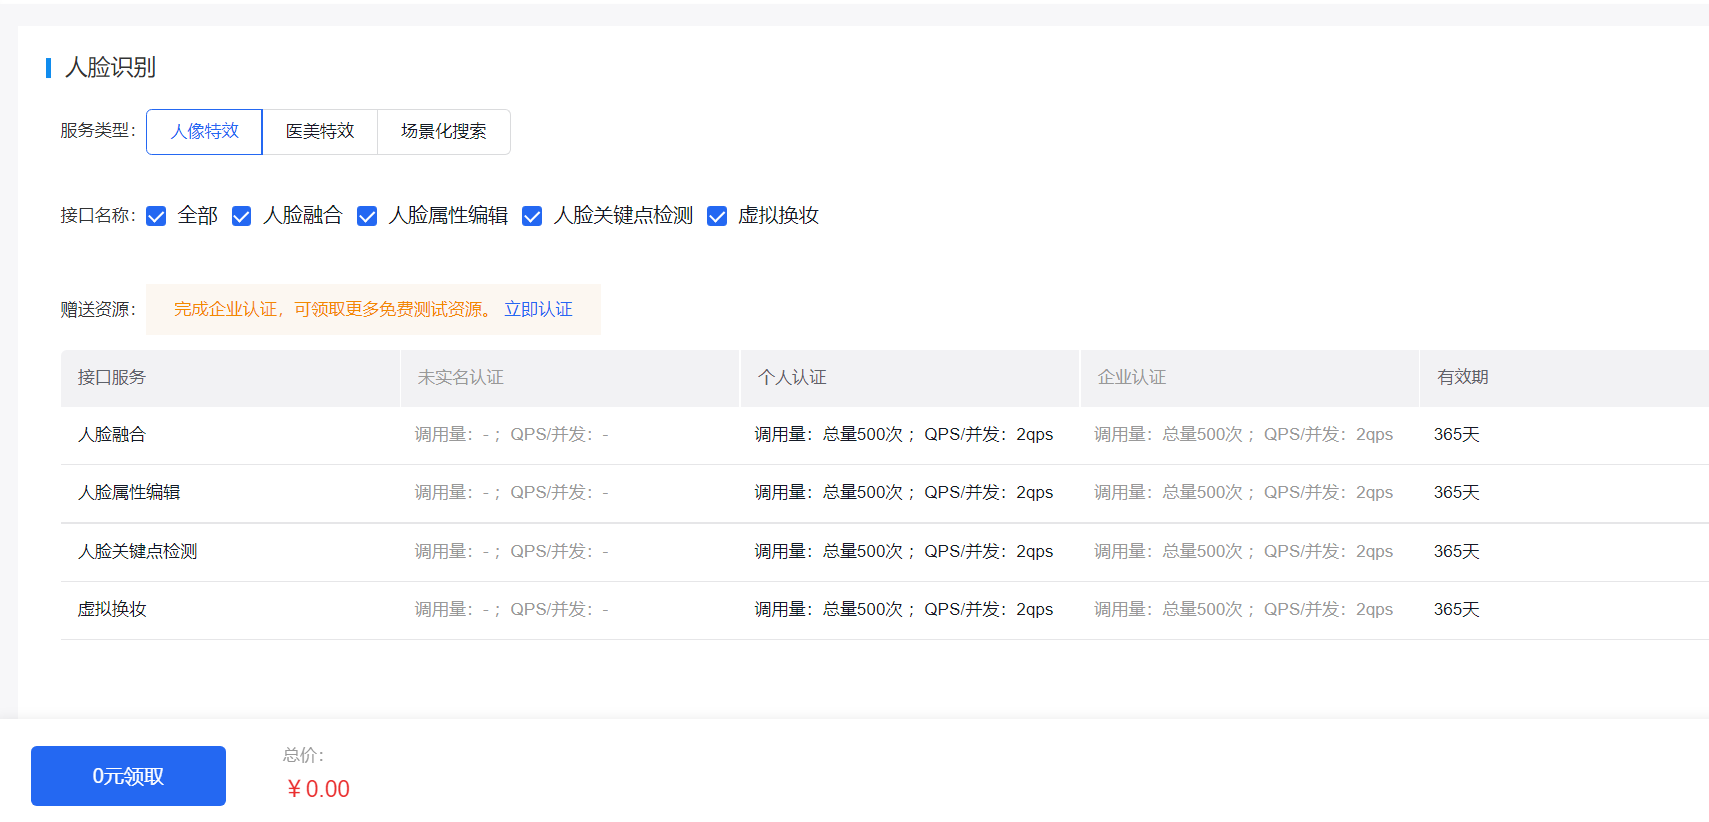 人脸识别
服务类型： 人像特效 医美特效 场景化搜索
接口名称： 全部 人脸融合 人脸属性编辑 人脸关键点检测 虚拟换妆
赠送资源： 完成企业认证，可领取更多免费测试资源。 立即认证
接口服务 未实名认证 个人认证 企业认证 有效期
人脸融合 调用量：-； QPS/并发：- 调用量：总量500次； QPS/并发：2qps 调用量：总量500次； QPS/并发：2qps 365天
人脸属性编辑 调用量：-； QPS/并发：- 调用量：总量500次； QPS/并发：2qps 调用量：总量500次； QPS/并发：2qps 365天
人脸关键点检测 调用量：-； QPS/并发：- 调用量：总量500次； QPS/并发：2qps 调用量：总量500次； QPS/并发：2qps 365天
虚拟换妆 调用量：-； QPS/并发：- 调用量：总量500次； QPS/并发：2qps 调用量：总量500次； QPS/并发：2qps 365天
0元领取
总价：
￥0.00